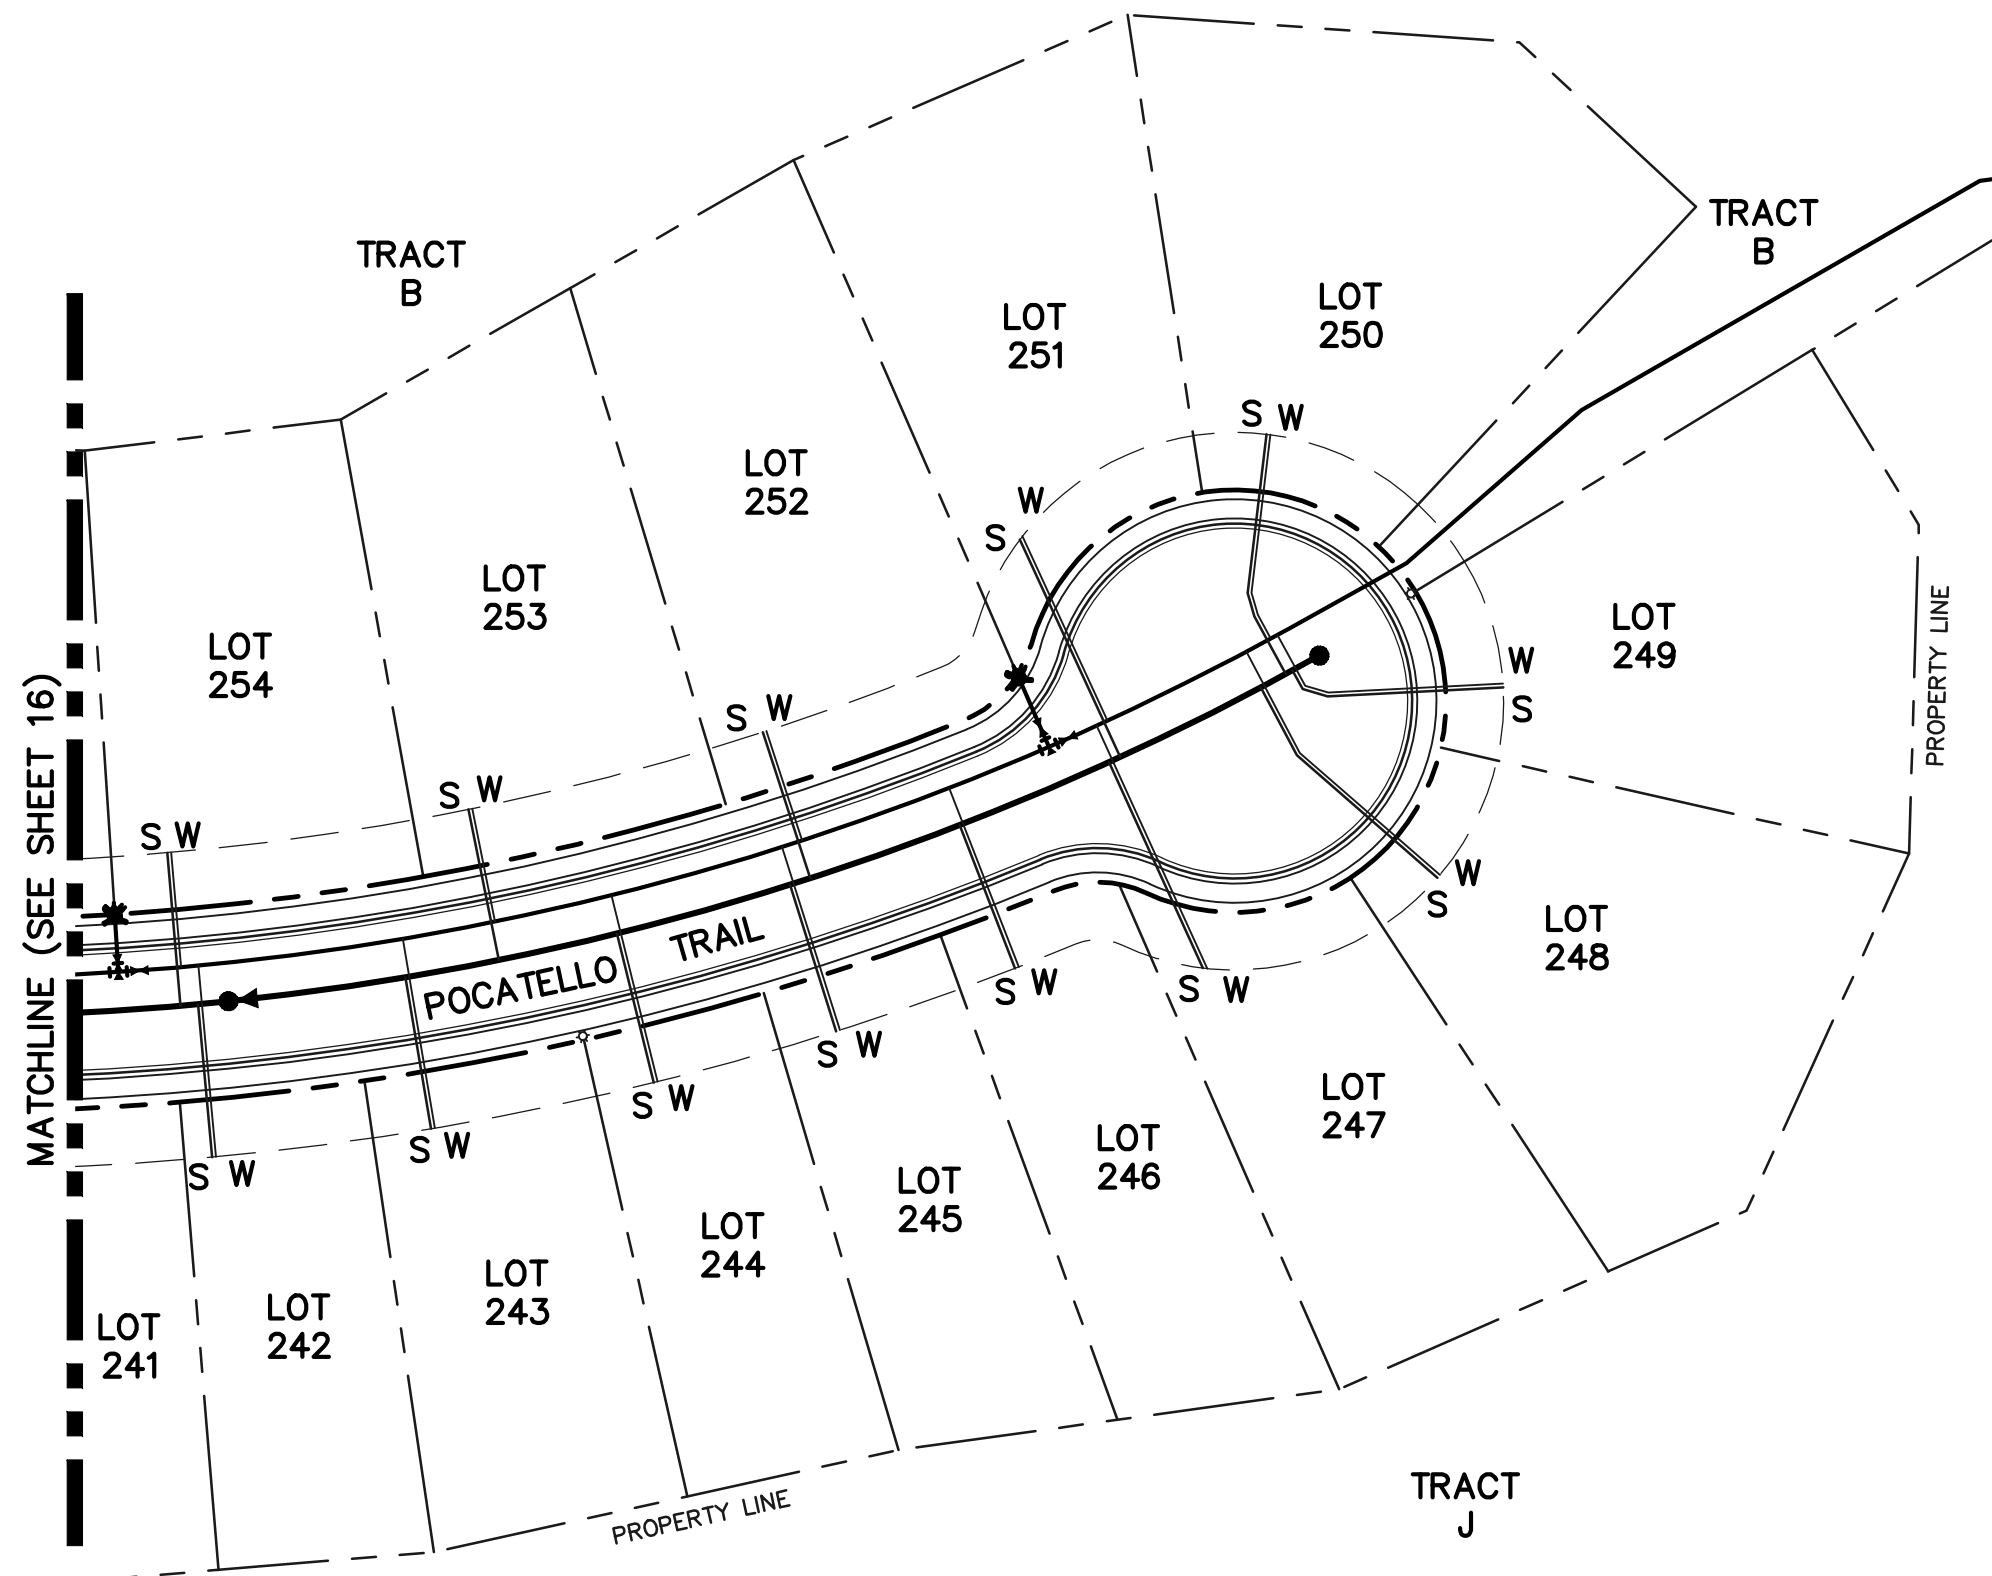 TRACT
B
TRACT
B
LOT
250
LOT
251
LOT
252
LOT
253
LOT
254
S W
W
S
LOT
249
PROPERTY LINE
W
S
S W
S W
S W
W
S
LOT
248
MATCHLINE (SEE SHEET 16)
POCATELLO TRAIL
S W
S W
S W
S W
S W
S W
LOT
247
LOT
246
LOT
245
LOT
244
LOT
243
LOT
242
LOT
241
PROPERTY LINE
TRACT
J